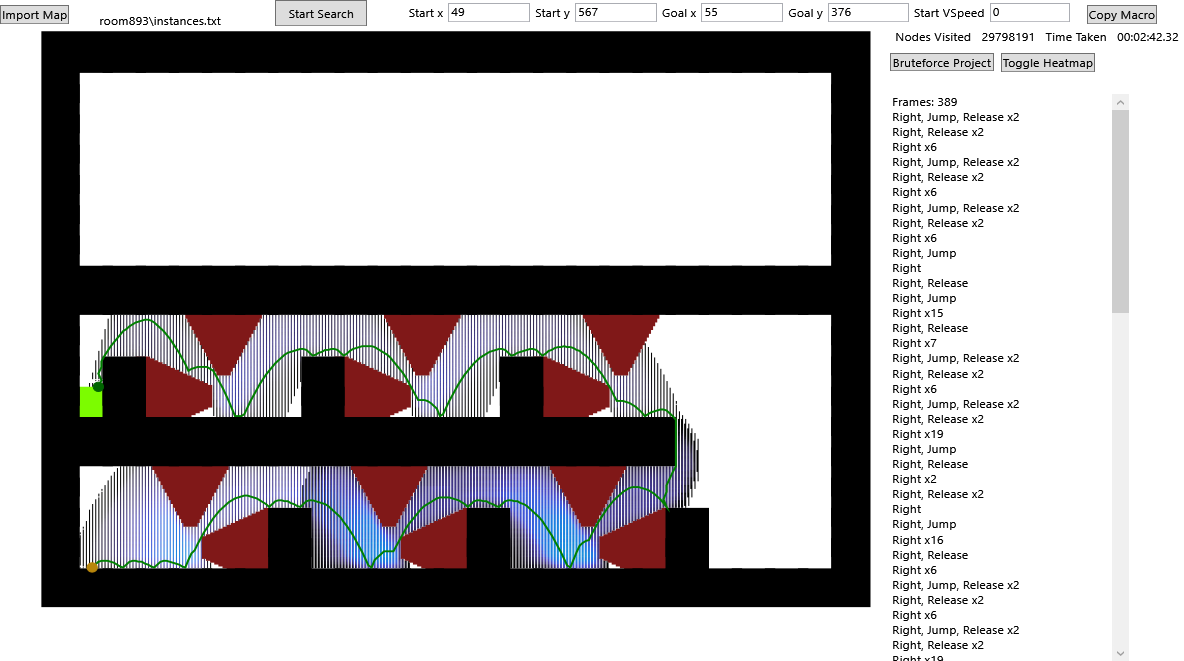 Import Map
room893\instances.txt
Start Search
Start x 49 Start y 567 Goal x 55 Goal y 376 Start VSpeed 0
Copy Macro
Nodes Visited 29798191 Time Taken 00:02:42.32
Bruteforce Project Toggle Heatmap
Frames: 389
Right, Jump, Release x2
Right, Release x2
Right x6
Right, Jump, Release x2
Right, Release x2
Right x6
Right, Jump, Release x2
Right, Release x2
Right x6
Right, Jump
Right
Right, Release
Right, Jump
Right x15
Right, Release
Right x7
Right, Jump, Release x2
Right, Release x2
Right x6
Right, Jump, Release x2
Right, Release x2
Right x19
Right, Jump
Right, Release
Right x2
Right, Release x2
Right
Right, Jump
Right x16
Right, Release
Right x6
Right, Jump, Release x2
Right, Release x2
Right x6
Right, Jump, Release x2
Right, Release x2
Right x19